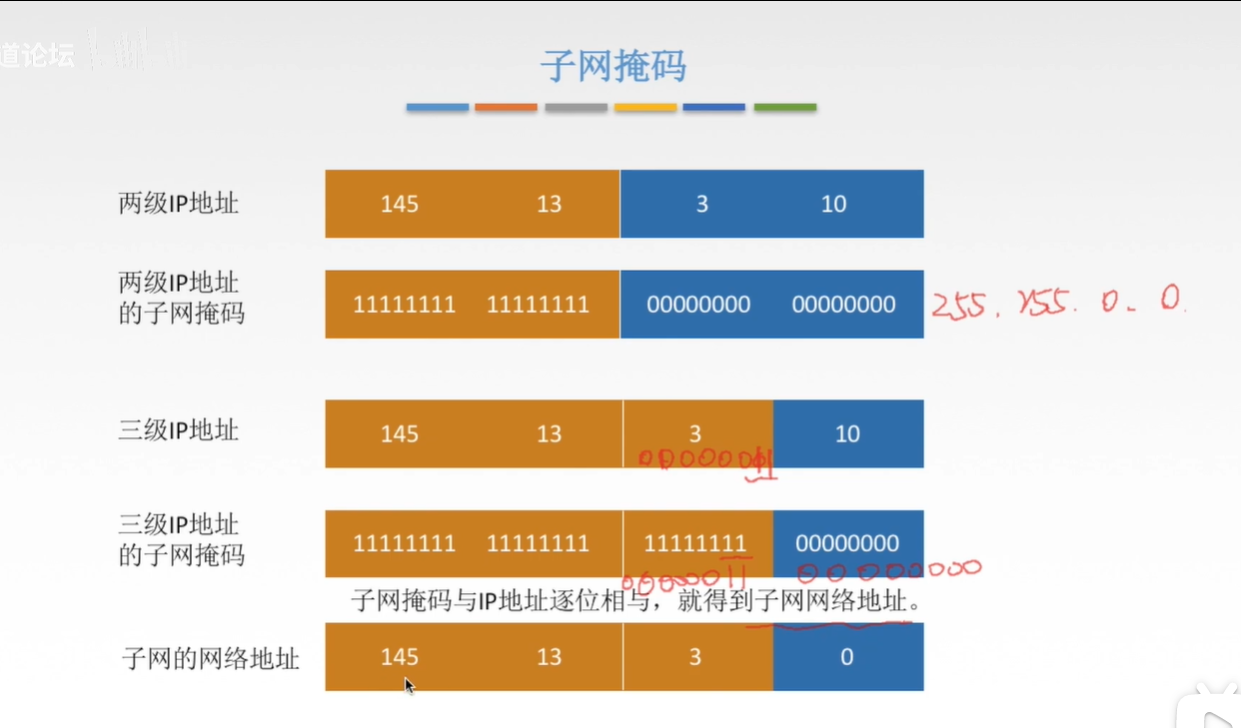 道论坛
子网掩码
两级IP地址 145 13 3 10
两级IP地址
的子网掩码
11111111 11111111 00000000 00000000
255. 255. 0. 0.
三级IP地址 145 13 3 10
00000011
三级IP地址
的子网掩码
11111111 11111111 11111111 00000000
00000011 00000000
子网掩码与IP地址逐位相与，就得到子网网络地址。
子网的网络地址 145 13 3 0